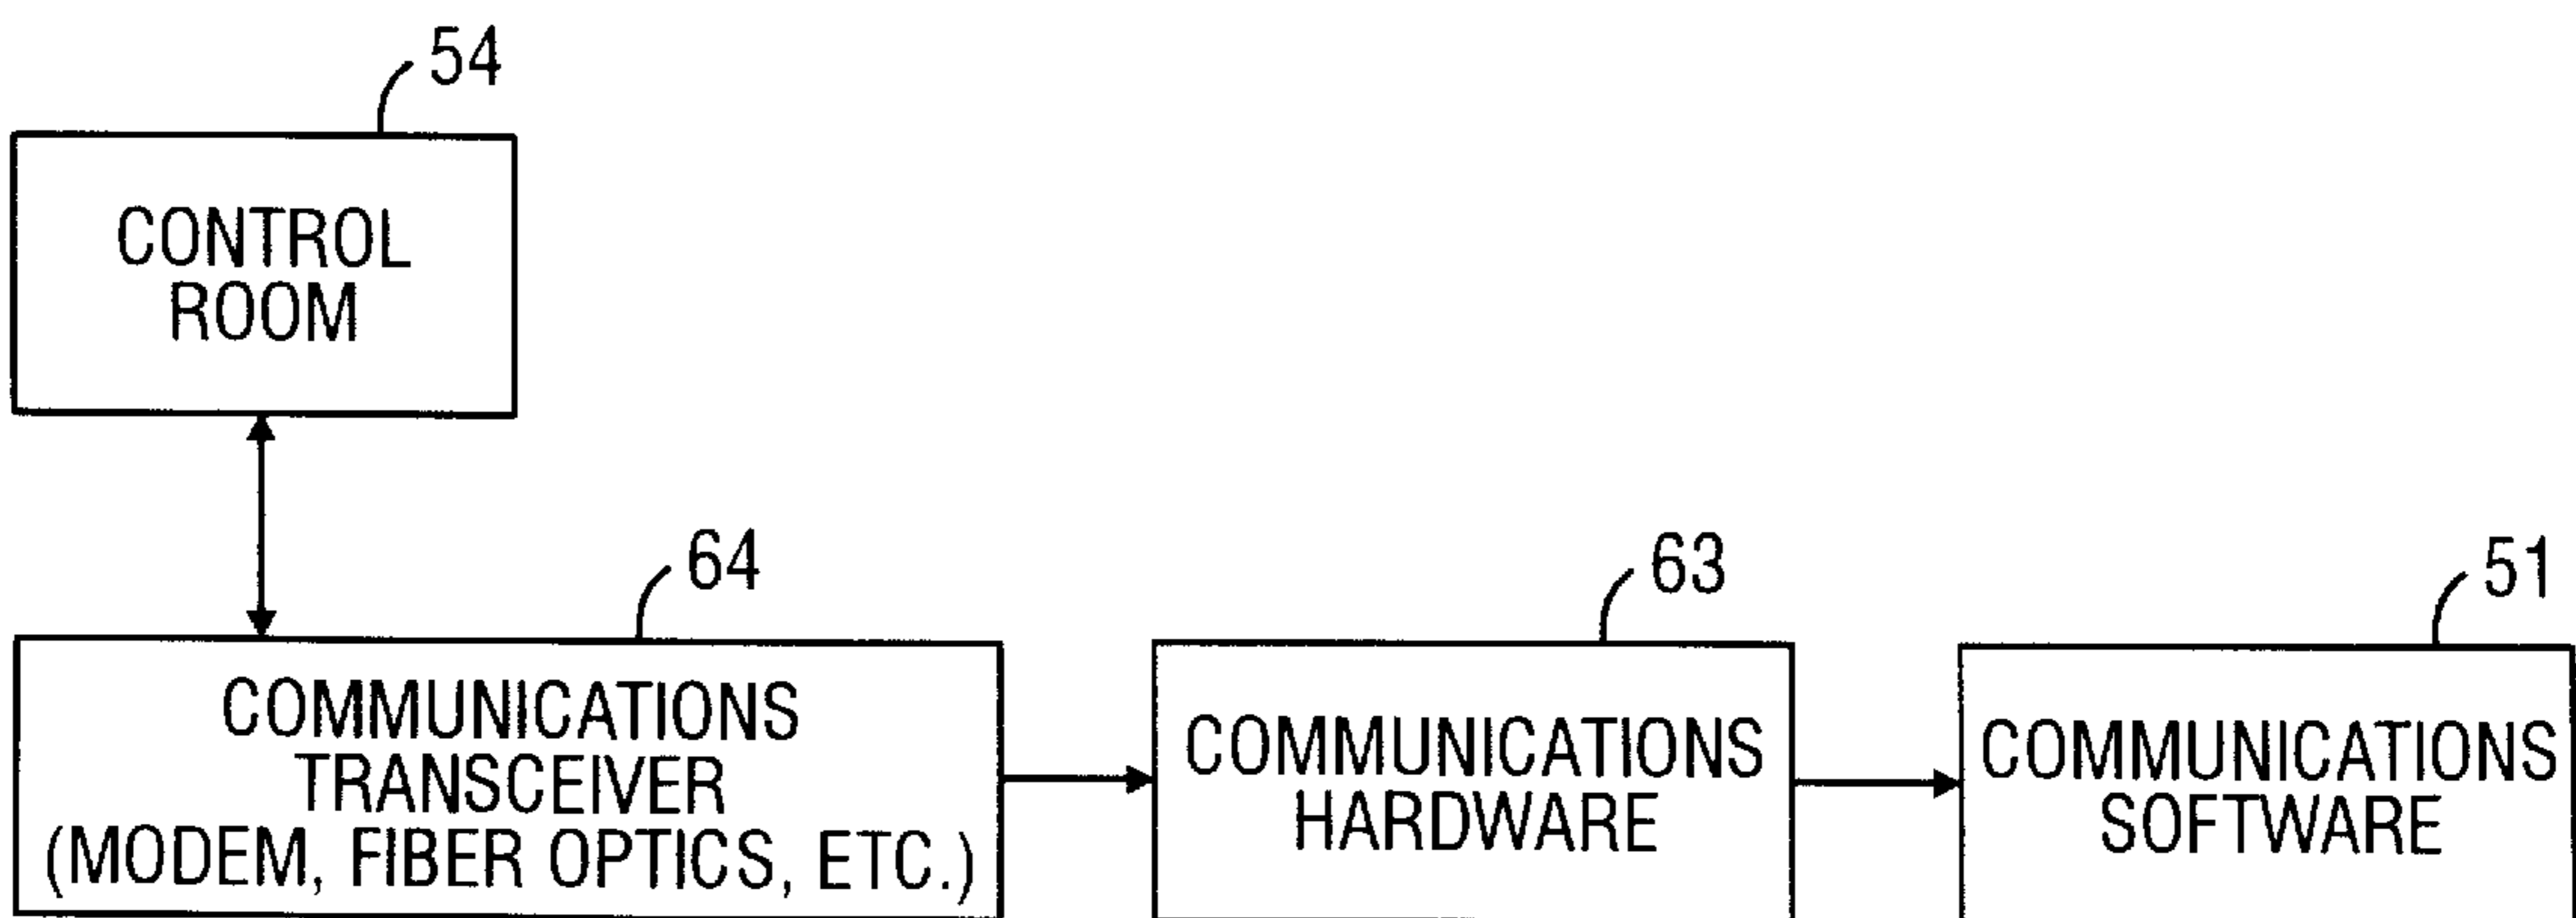 54
CONTROL
ROOM
64
COMMUNICATIONS
TRANSCEIVER
(MODEM, FIBER OPTICS, ETC.)
63
COMMUNICATIONS
HARDWARE
51
COMMUNICATIONS
SOFTWARE